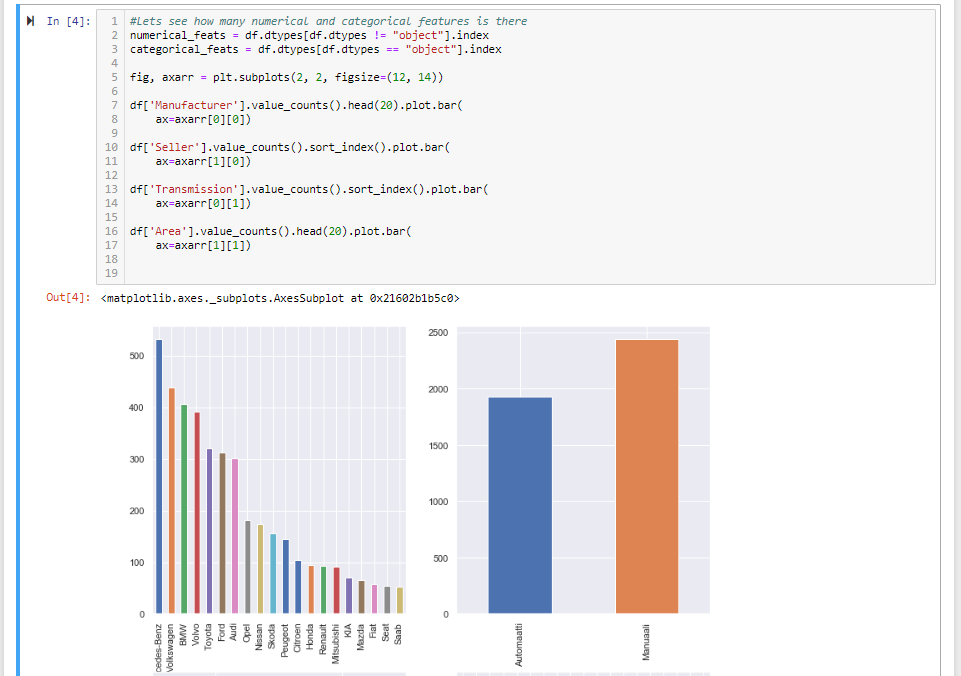 In [4]:
1 #Lets see how many numerical and categorical features is there
2 numerical_feats = df.dtypes[df.dtypes != "object"].index
3 categorical_feats = df.dtypes[df.dtypes == "object"].index
4
5 fig, axarr = plt.subplots(2, 2, figsize=(12, 14))
6
7 df['Manufacturer'].value_counts().head(20).plot.bar(
8     ax=axarr[0][0])
9
10 df['Seller'].value_counts().sort_index().plot.bar(
11     ax=axarr[1][0])
12
13 df['Transmission'].value_counts().sort_index().plot.bar(
14     ax=axarr[0][1])
15
16 df['Area'].value_counts().head(20).plot.bar(
17     ax=axarr[1][1])
18
19
Out[4]: <matplotlib.axes._subplots.AxesSubplot at 0x21602b1b5c0>
500
400
300
200
100
0
cedes-Benz
Volkswagen
BMW
Volvo
Toyota
Ford
Audi
Opel
Nissan
Skoda
Peugeot
Citroen
Honda
Renault
Mitsubishi
KIA
Mazda
Fiat
Seat
Saab
2500
2000
1500
1000
500
0
Automaatti
Manuaali